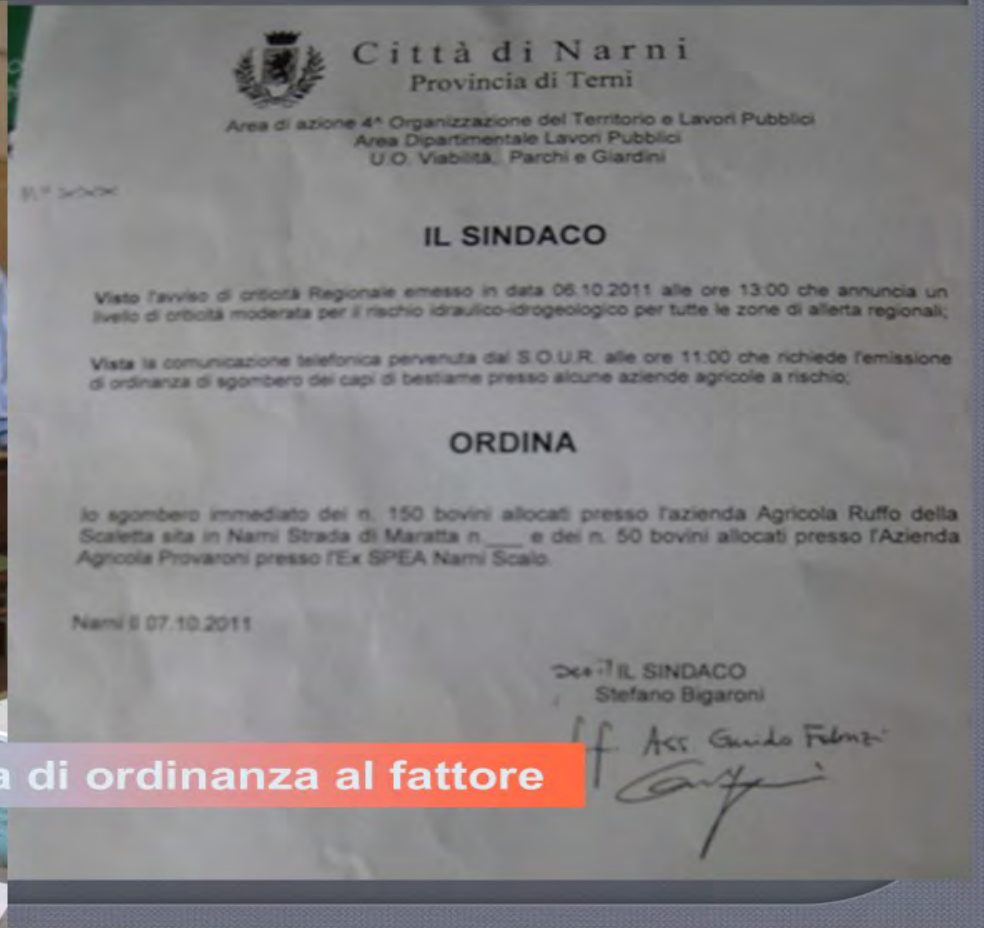 Città di Narni
Provincia di Terni
Area di azione 4^ Organizzazione del Territorio e Lavori Pubblici
Area Dipartimentale Lavori Pubblici
U.O. Viabilità, Parchi e Giardini
N° xxxx
IL SINDACO
Visto l'avviso di criticità Regionale emesso in data 06.10.2011 alle ore 13:00 che annuncia un
livello di criticità moderata per il rischio idraulico-idrogeologico per tutte le zone di allerta regionali;
Vista la comunicazione telefonica pervenuta dal S.O.U.R. alle ore 11:00 che richiede l'emissione
di ordinanza di sgombero dei capi di bestiame presso alcune aziende agricole a rischio;
ORDINA
lo sgombero immediato dei n. 150 bovini allocati presso l'azienda Agricola Ruffo della
Scaletta sita in Narni Strada di Maratta n.___ e dei n. 50 bovini allocati presso l'Azienda
Agricola Provaroni presso l'Ex SPEA Narni Scalo.
Narni lì 07.10.2011
IL SINDACO
Stefano Bigaroni
Ass Guido
a di ordinanza al fattore